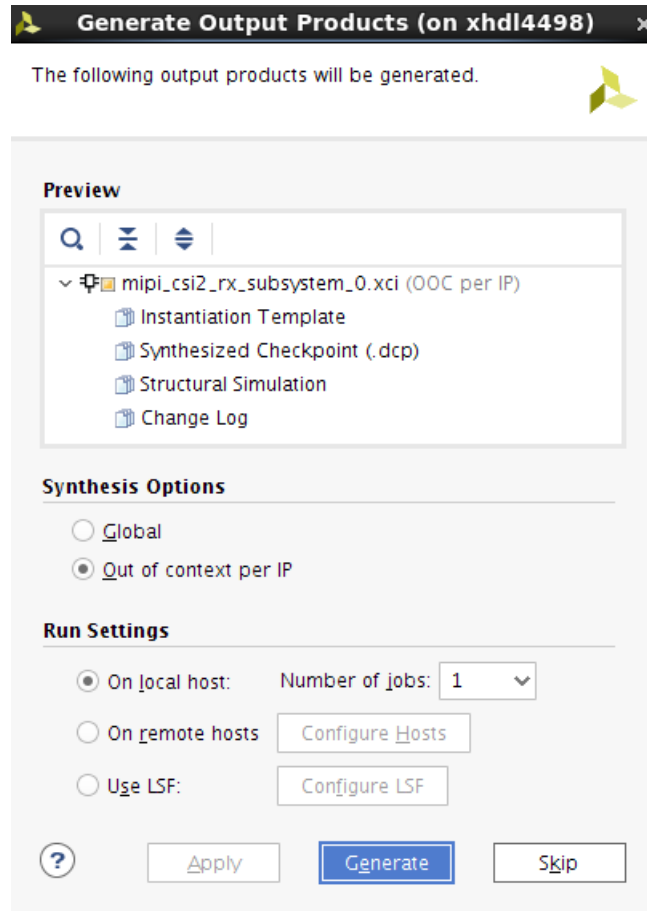 Generate Output Products (on xhdl4498)
The following output products will be generated.
Preview
mipi_csi2_rx_subsystem_0.xci (OOC per IP)
Instantiation Template
Synthesized Checkpoint (.dcp)
Structural Simulation
Change Log
Synthesis Options
Global
Out of context per IP
Run Settings
On local host: Number of jobs: 1
On remote hosts Configure Hosts
Use LSF: Configure LSF
? Apply Generate Skip